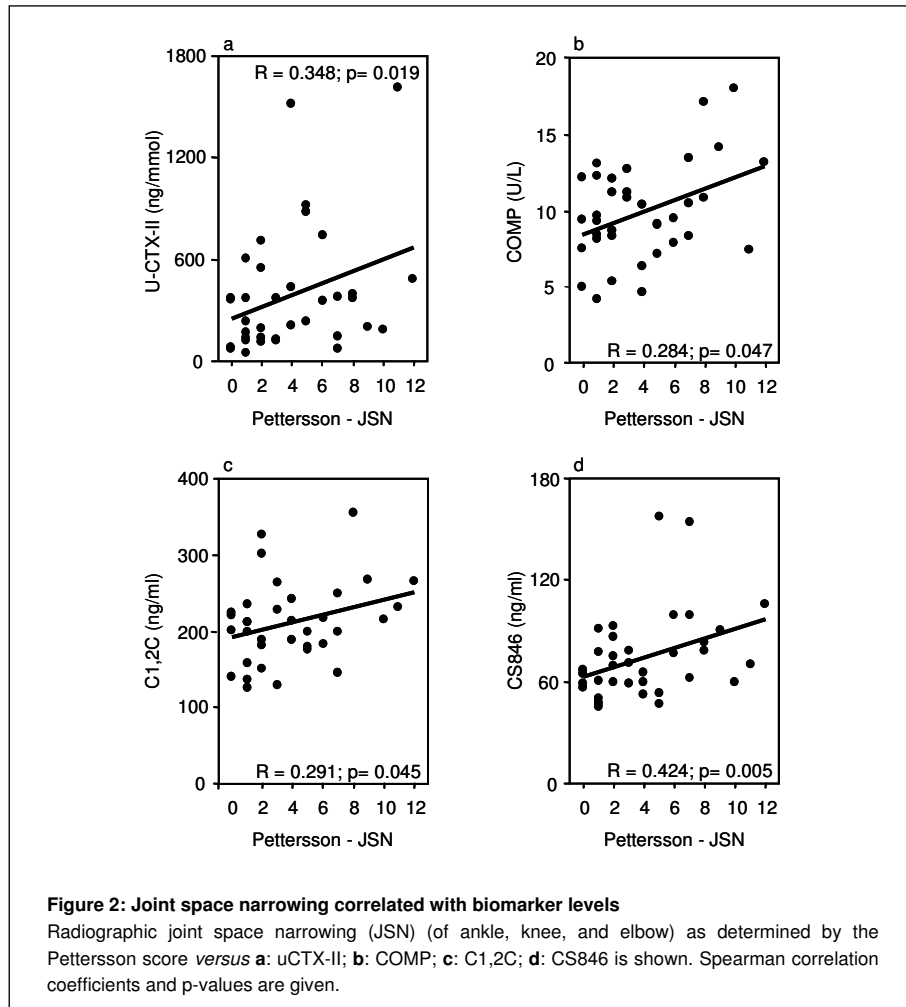 a
1800
R = 0.348; p= 0.019
1200
600
0
U-CTX-II (ng/mmol)
0 2 4 6 8 10 12
Pettersson - JSN
b
20
15
10
5
0
COMP (U/L)
R = 0.284; p= 0.047
0 2 4 6 8 10 12
Pettersson - JSN
c
400
300
200
100
0
C1,2C (ng/ml)
R = 0.291; p= 0.045
0 2 4 6 8 10 12
Pettersson - JSN
d
180
120
60
0
CS846 (ng/ml)
R = 0.424; p= 0.005
0 2 4 6 8 10 12
Pettersson - JSN
Figure 2: Joint space narrowing correlated with biomarker levels
Radiographic joint space narrowing (JSN) (of ankle, knee, and elbow) as determined by the
Pettersson score versus a: uCTX-II; b: COMP; c: C1,2C; d: CS846 is shown. Spearman correlation
coefficients and p-values are given.